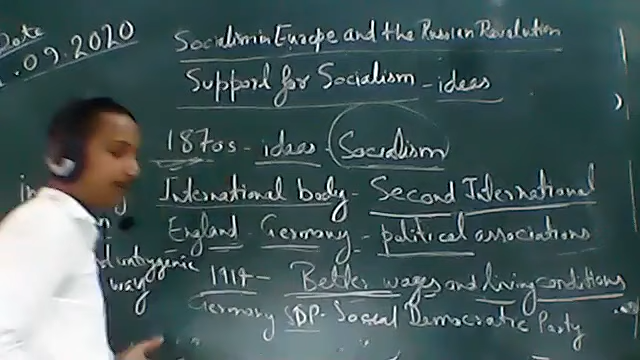 Date
.09.2020
Socialism in Europe and the Russian Revolution
Support for Socialism - ideas
1870s - ideas - Socialism
International body - Second International
England - Germany - political associations
way
1914 - Better wages and living conditions
Germany SDP - Social Democratic Party